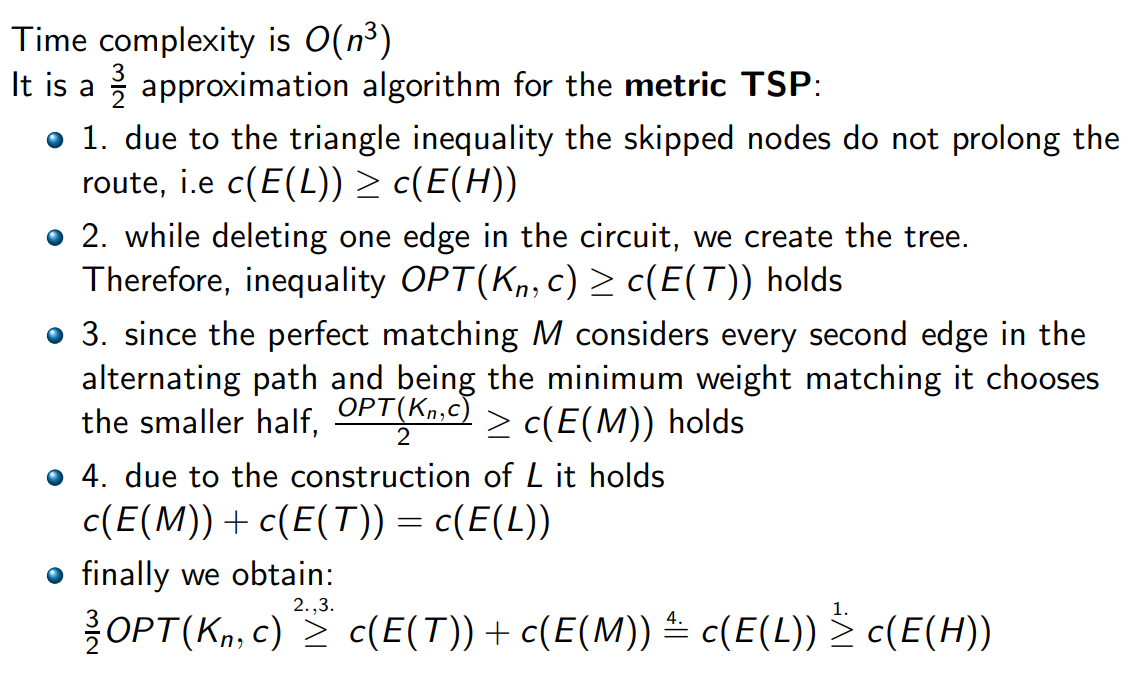 Time complexity is O(n³)
It is a 3/2 approximation algorithm for the metric TSP:
1. due to the triangle inequality the skipped nodes do not prolong the
route, i.e c(E(L)) ≥ c(E(H))
2. while deleting one edge in the circuit, we create the tree.
Therefore, inequality OPT(Kₙ, c) ≥ c(E(T)) holds
3. since the perfect matching M considers every second edge in the
alternating path and being the minimum weight matching it chooses
the smaller half, OPT(Kₙ,c)/2 ≥ c(E(M)) holds
4. due to the construction of L it holds
c(E(M)) + c(E(T)) = c(E(L))
finally we obtain:
3/2 OPT(Kₙ, c) ≥ (2.,3.) c(E(T)) + c(E(M)) = (4.) c(E(L)) ≥ (1.) c(E(H))